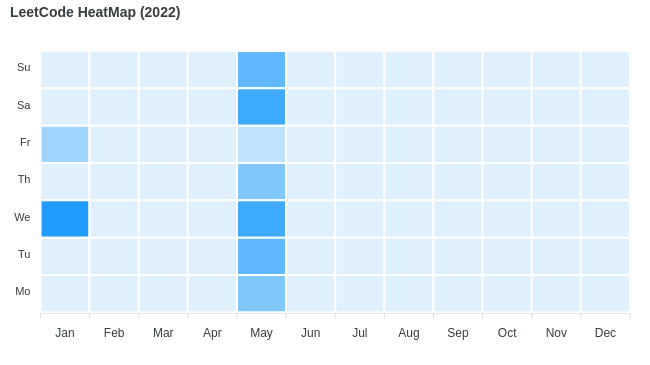 LeetCode HeatMap (2022)
Su
Sa
Fr
Th
We
Tu
Mo
Jan Feb Mar Apr May Jun Jul Aug Sep Oct Nov Dec